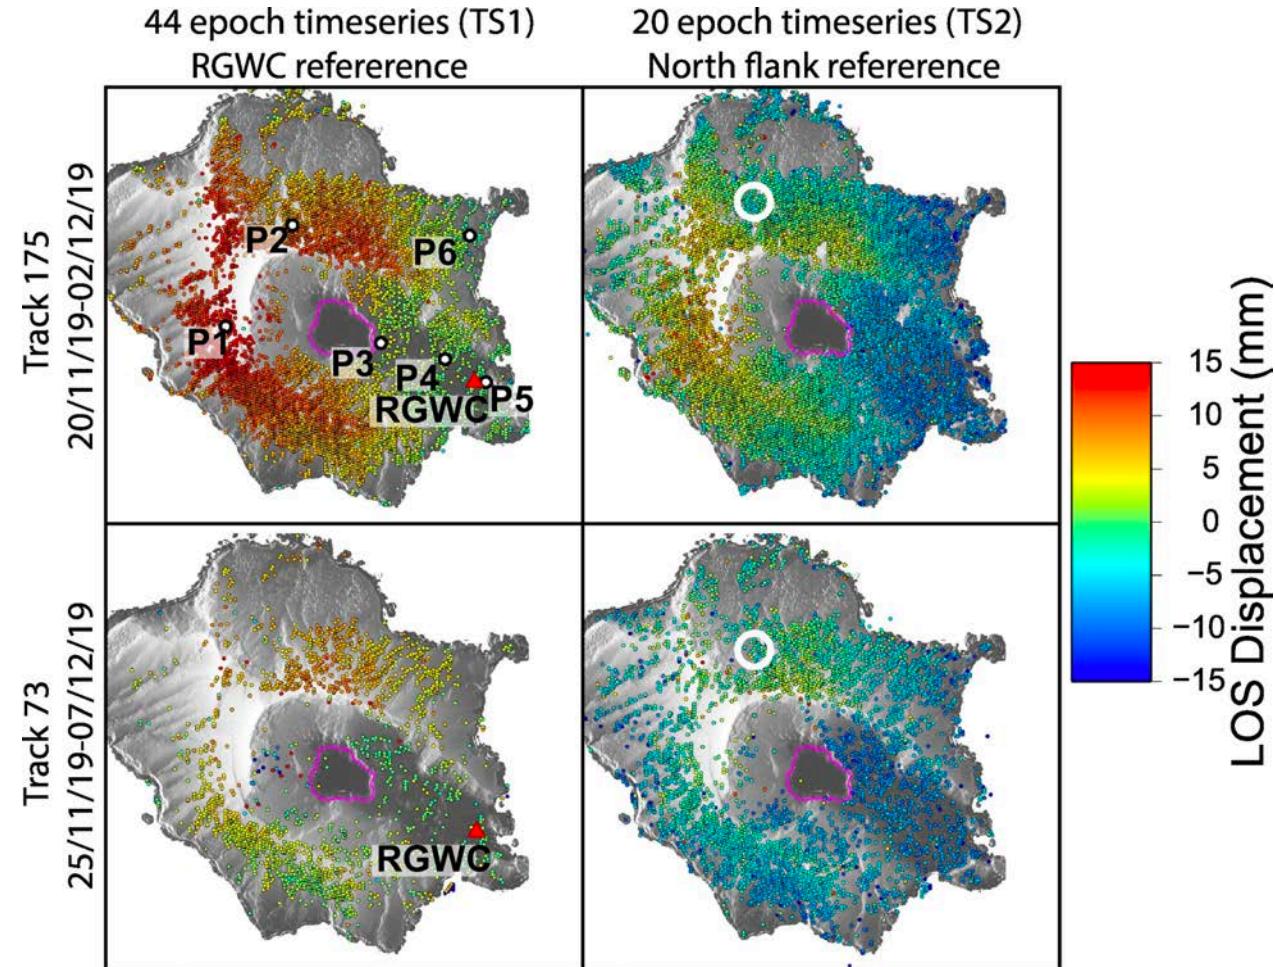 44 epoch timeseries (TS1)
RGWC refererence
20 epoch timeseries (TS2)
North flank refererence
Track 175
20/11/19-02/12/19
P2
P6
P1
P3
P4
RGWC
P5
Track 73
25/11/19-07/12/19
RGWC
15
10
5
0
−5
−10
−15
LOS Displacement (mm)